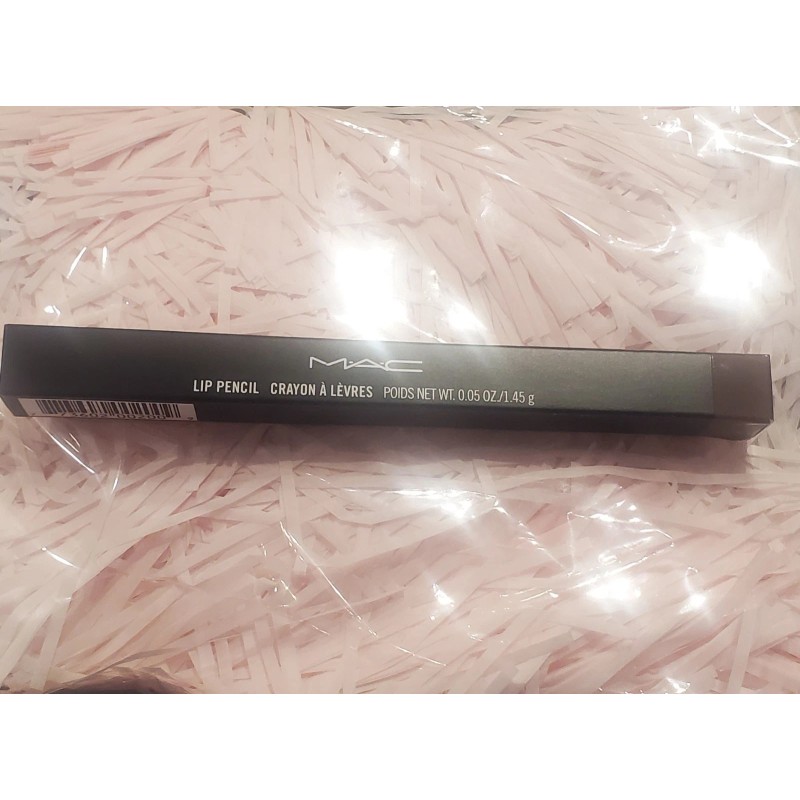 M·A·C
LIP PENCIL CRAYON À LÈVRES POIDS NET WT. 0.05 OZ./1.45 g